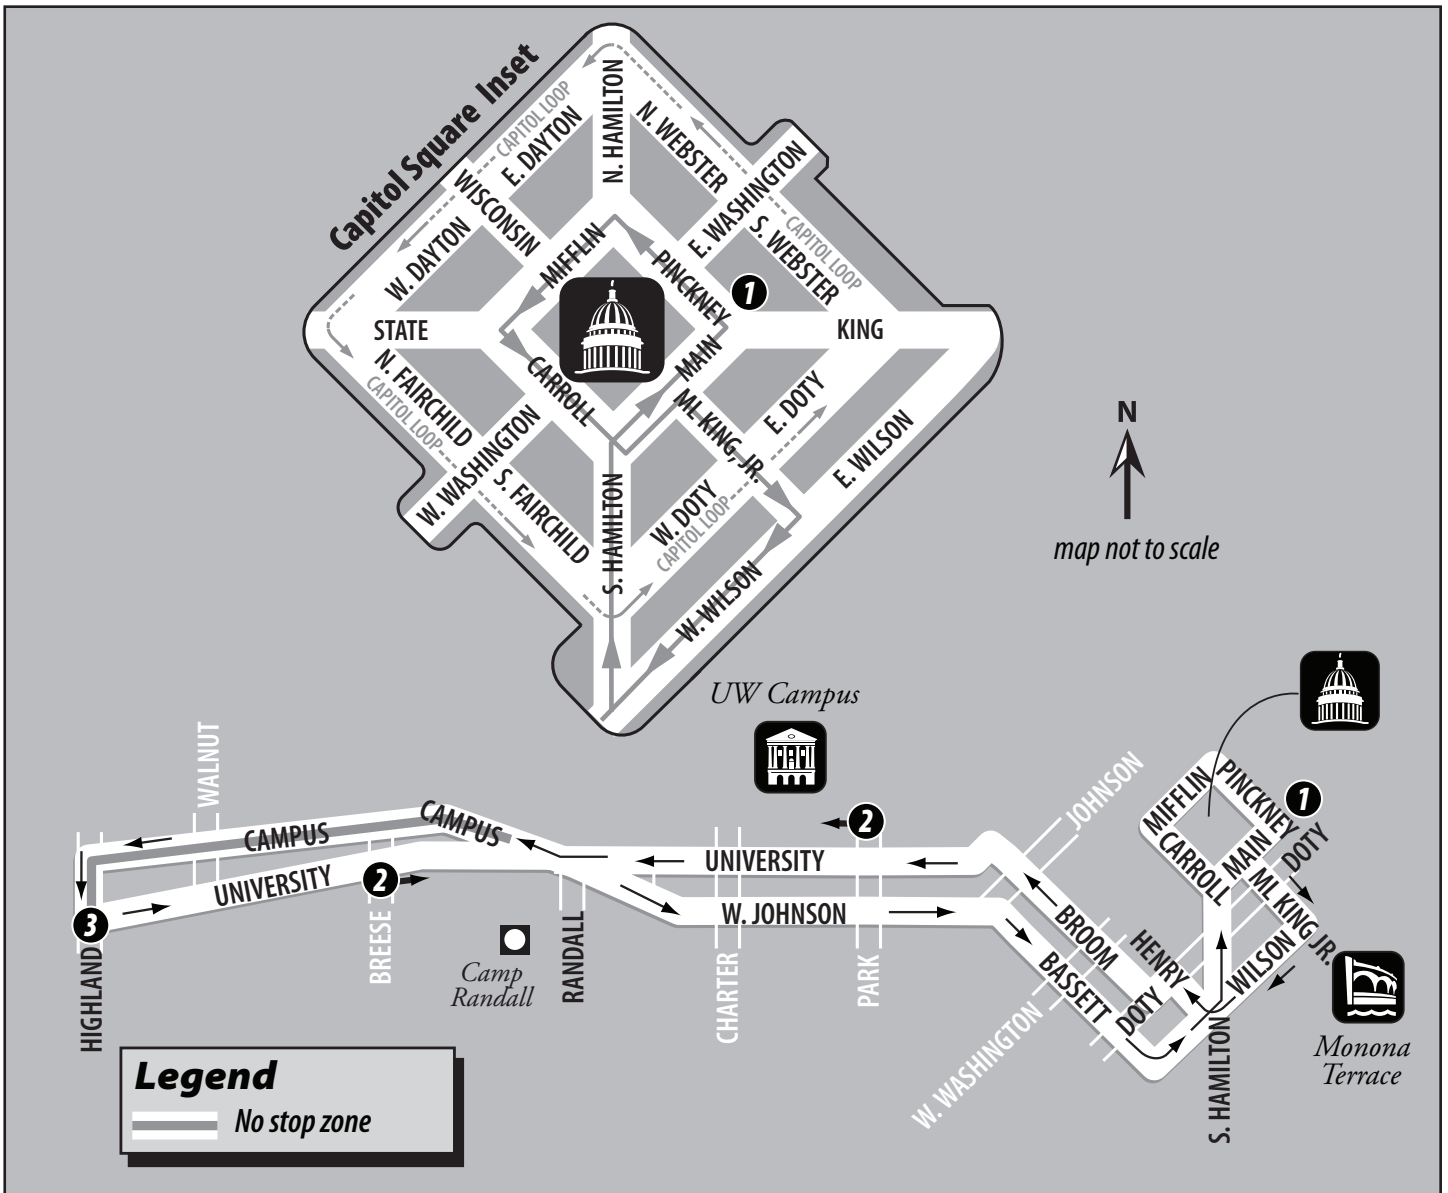 Capitol Square Inset
CAPITOL LOOP
E. DAYTON
N. HAMILTON
N. WEBSTER
E. WASHINGTON
WISCONSIN
W. DAYTON
MIFFLIN
PINCKNEY
S. WEBSTER
CAPITOL LOOP
1
STATE
KING
N. FAIRCHILD
CAPITOL LOOP
CARROLL
MAIN
ML KING, JR.
E. DOTY
W. WASHINGTON
S. FAIRCHILD
S. HAMILTON
W. DOTY
CAPITOL LOOP
E. WILSON
W. WILSON
N
map not to scale
UW Campus
WALNUT
CAMPUS
CAMPUS
UNIVERSITY
2
BREESE
3
HIGHLAND
Camp
Randall
RANDALL
UNIVERSITY
2
W. JOHNSON
CHARTER
PARK
JOHNSON
BROOM
BASSETT
W. WASHINGTON
HENRY
DOTY
MIFFLIN
PINCKNEY
1
DOTY
MAIN
CARROLL
ML KING JR.
WILSON
S. HAMILTON
Monona
Terrace
Legend
No stop zone